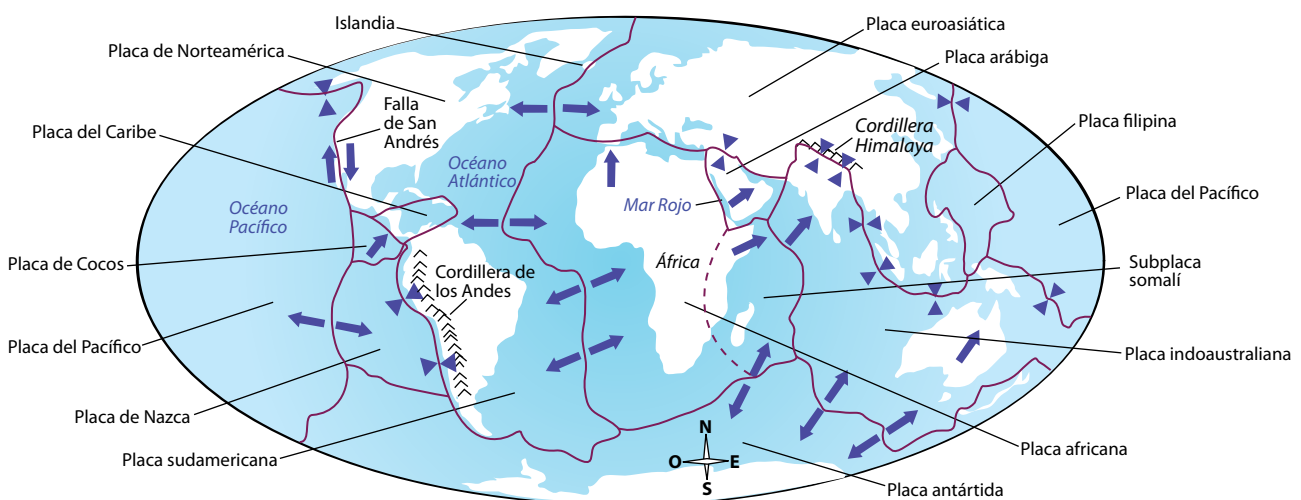 Islandia
Placa de Norteamérica
Placa euroasiática
Placa arábiga
Falla
de San
Andrés
Placa del Caribe
Cordillera
Himalaya
Placa filipina
Océano
Atlántico
Placa del Pacífico
Océano
Pacífico
Mar Rojo
Placa de Cocos
África
Cordillera de
los Andes
Subplaca
somalí
Placa del Pacífico
Placa indoaustraliana
Placa de Nazca
Placa sudamericana
Placa africana
Placa antártida
N
O
E
S